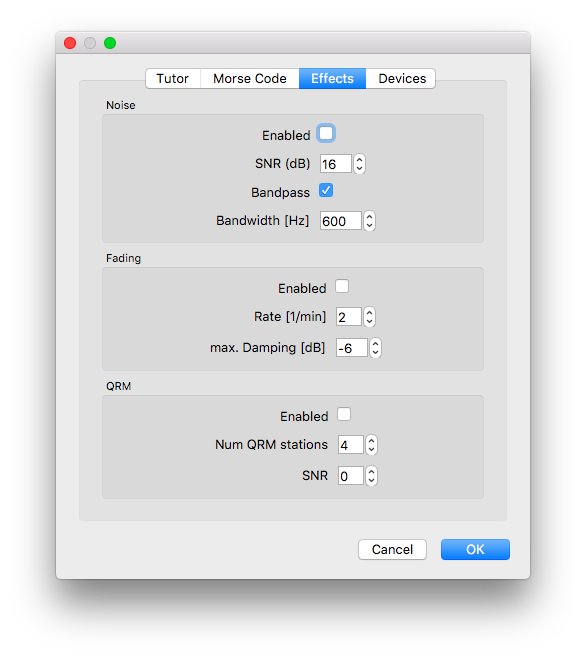 Tutor Morse Code Effects Devices
Noise
Enabled
SNR (dB) 16
Bandpass
Bandwidth [Hz] 600
Fading
Enabled
Rate [1/min] 2
max. Damping [dB] -6
QRM
Enabled
Num QRM stations 4
SNR 0
Cancel OK